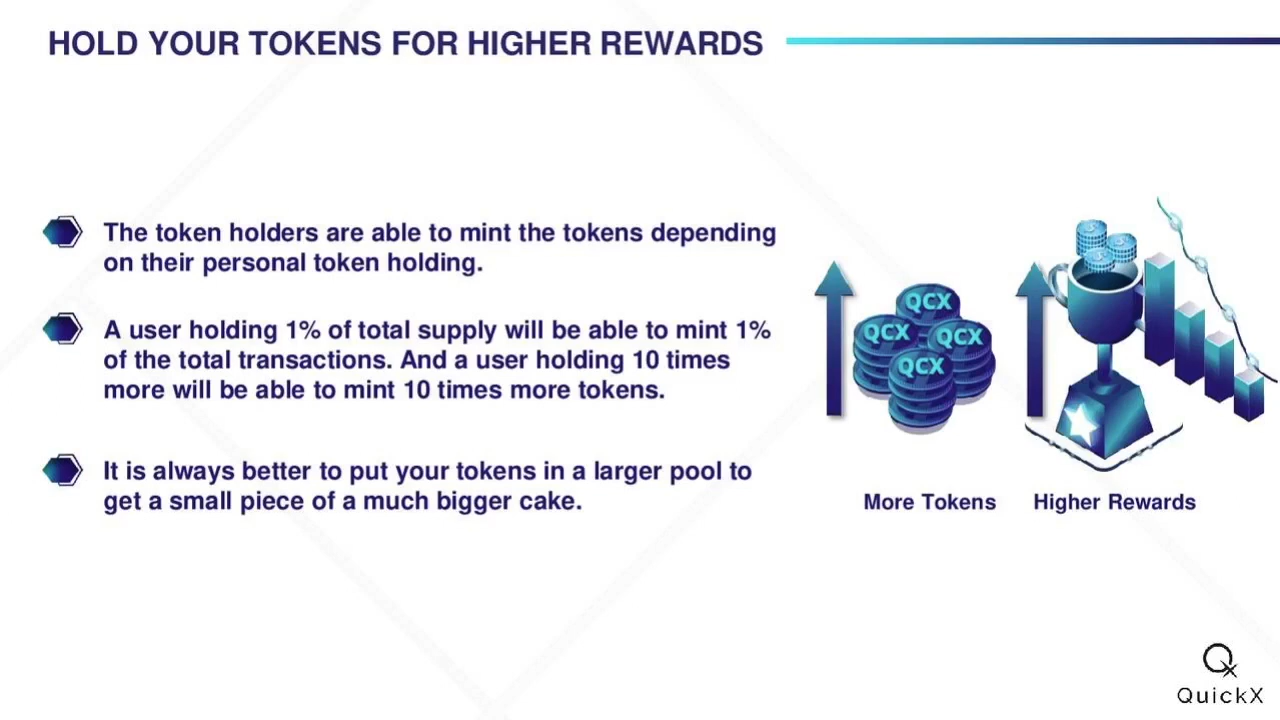 HOLD YOUR TOKENS FOR HIGHER REWARDS
The token holders are able to mint the tokens depending
on their personal token holding.
A user holding 1% of total supply will be able to mint 1%
of the total transactions. And a user holding 10 times
more will be able to mint 10 times more tokens.
It is always better to put your tokens in a larger pool to
get a small piece of a much bigger cake.
QCX
QCX
QCX
QCX
More Tokens
Higher Rewards
QuickX